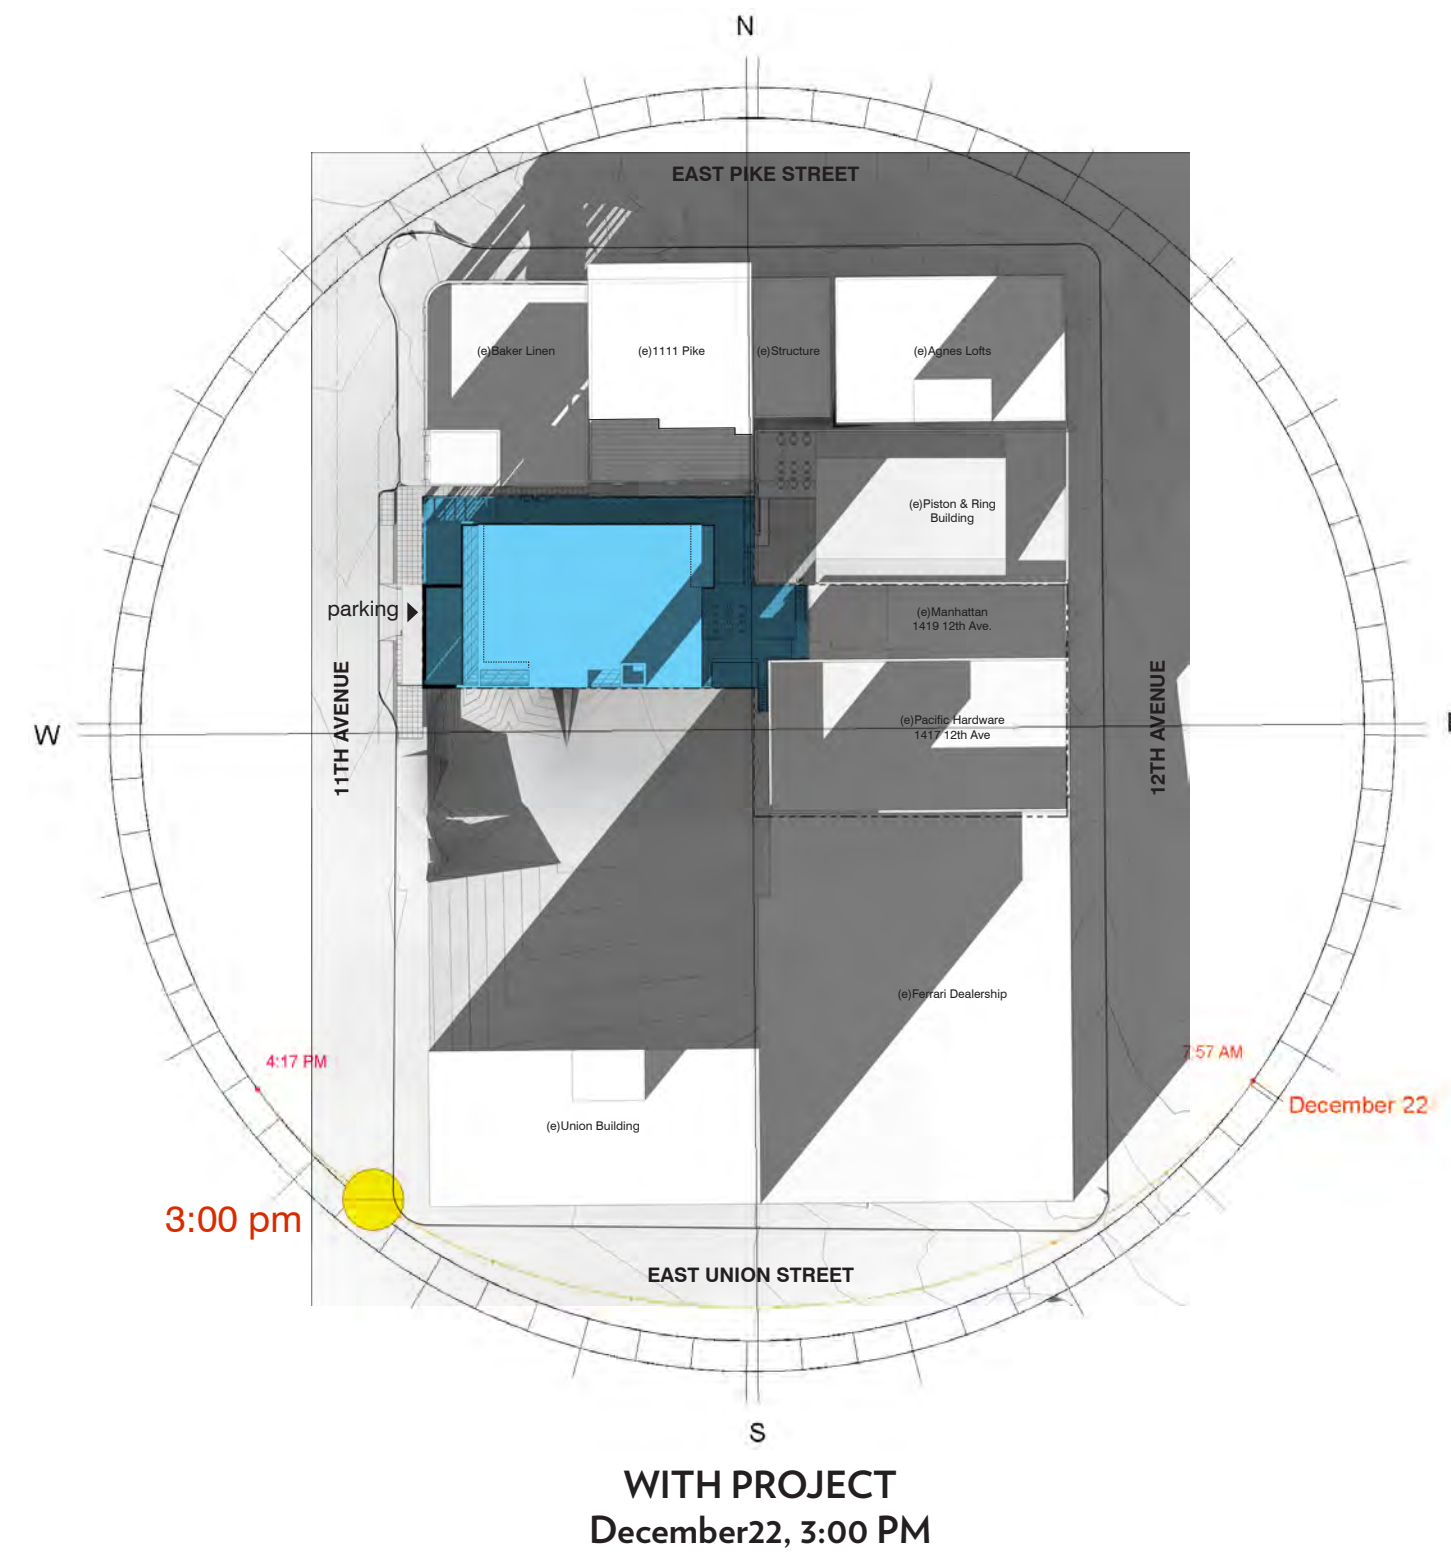 N
EAST PIKE STREET
(e)Baker Linen
(e)1111 Pike
(e)Structure
(e)Agnes Lofts
(e)Piston & Ring
Building
parking
(e)Manhattan
1419 12th Ave.
11TH AVENUE
12TH AVENUE
(e)Pacific Hardware
1417 12th Ave
W
E
(e)Ferrari Dealership
4:17 PM
7:57 AM
December 22
(e)Union Building
3:00 pm
EAST UNION STREET
S
WITH PROJECT
December22, 3:00 PM